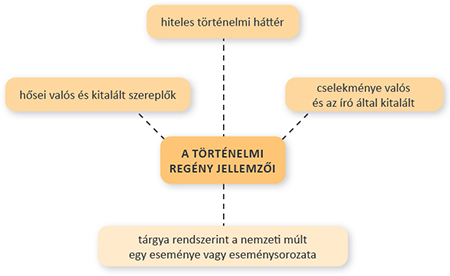 hiteles történelmi háttér
hősei valós és kitalált szereplők
cselekménye valós
és az író által kitalált
A TÖRTÉNELMI
REGÉNY JELLEMZŐI
tárgya rendszerint a nemzeti múlt
egy eseménye vagy eseménysorozata